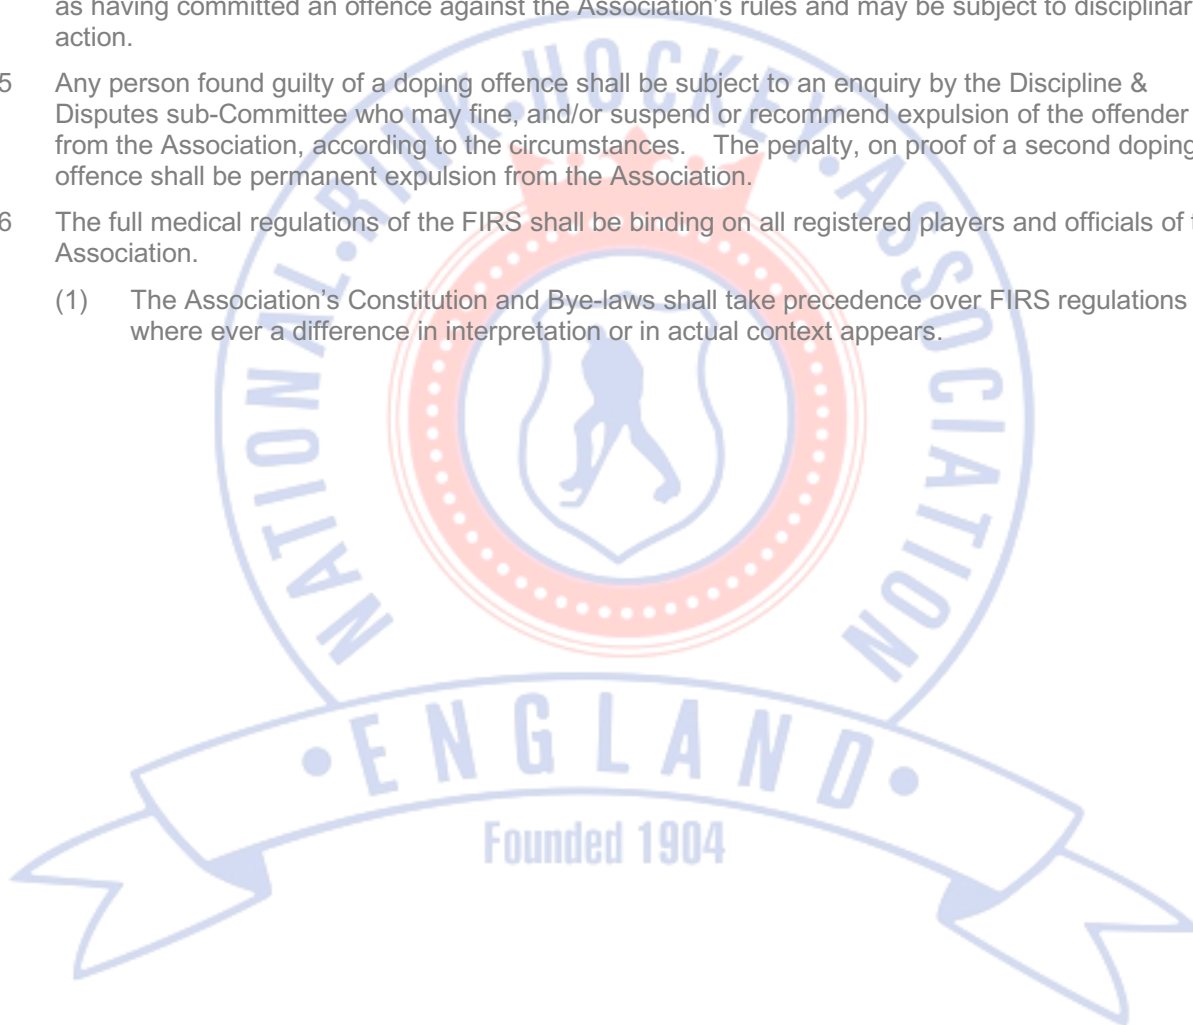 as having committed an offence against the Association's rules and may be subject to disciplinar
action.
5 Any person found guilty of a doping offence shall be subject to an enquiry by the Discipline &
Disputes sub-Committee who may fine, and/or suspend or recommend expulsion of the offender
from the Association, according to the circumstances. The penalty, on proof of a second doping
offence shall be permanent expulsion from the Association.
6 The full medical regulations of the FIRS shall be binding on all registered players and officials of t
Association.
(1) The Association's Constitution and Bye-laws shall take precedence over FIRS regulations
where ever a difference in interpretation or in actual context appears.
NATIONAL•RINK•HOCKEY•ASSOCIATION
•ENGLAND•
Founded 1904